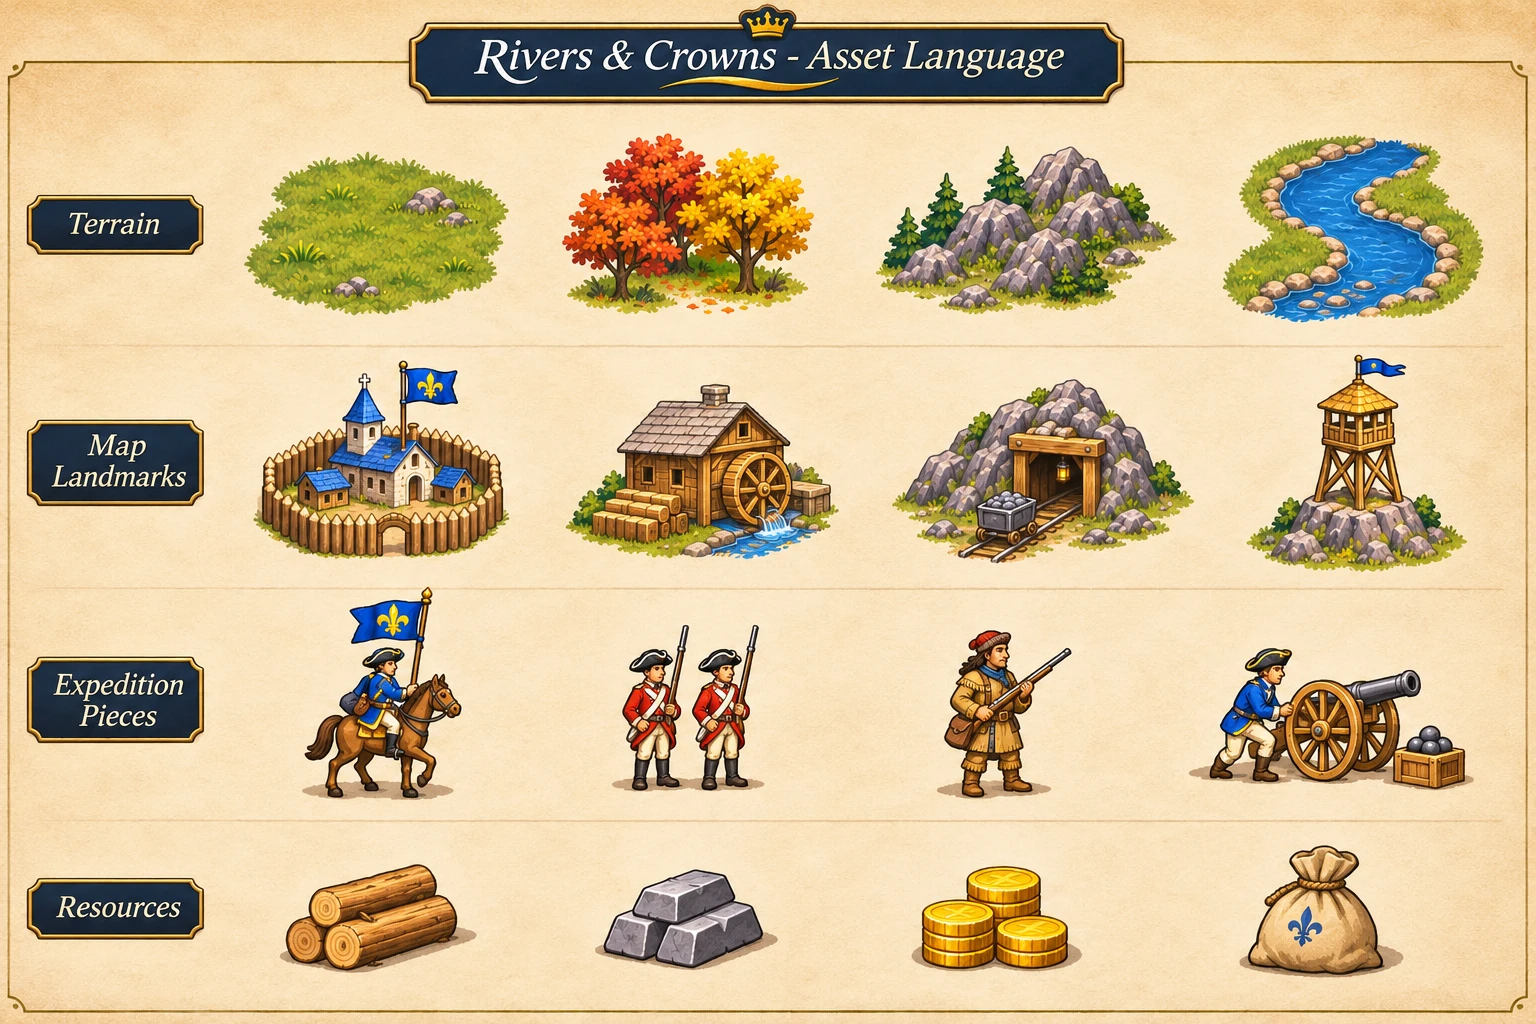 Rivers & Crowns - Asset Language
Terrain
Map
Landmarks
Expedition
Pieces
Resources